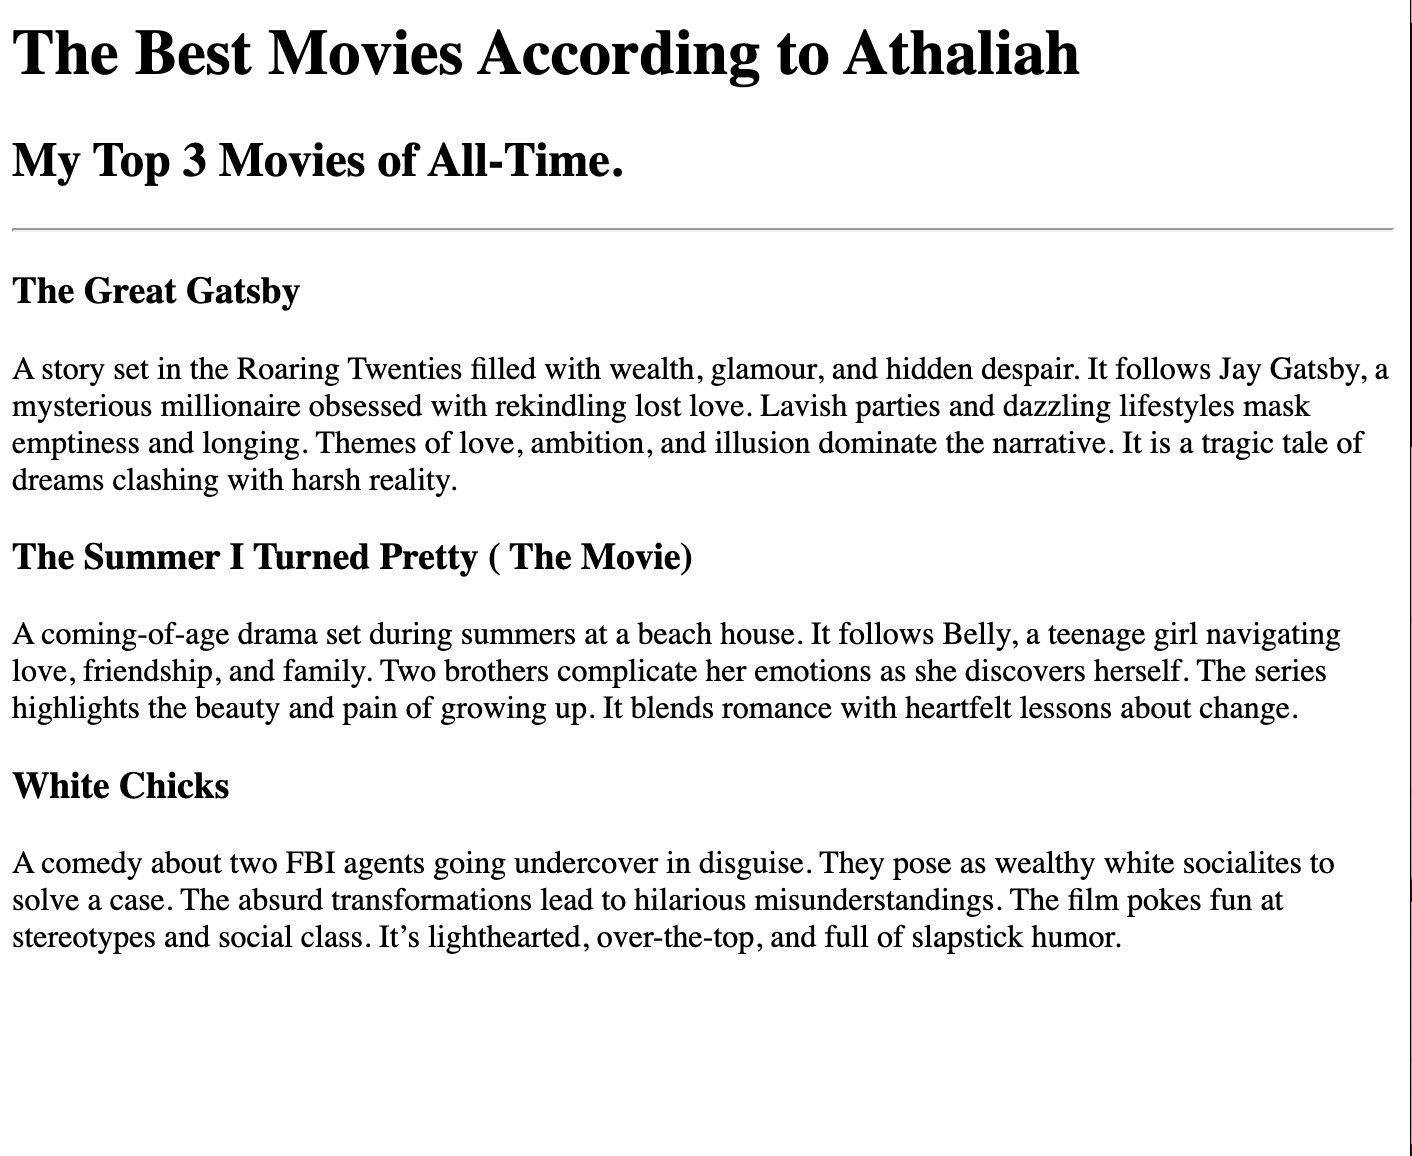 The Best Movies According to Athaliah
My Top 3 Movies of All-Time.
The Great Gatsby
A story set in the Roaring Twenties filled with wealth, glamour, and hidden despair. It follows Jay Gatsby, a
mysterious millionaire obsessed with rekindling lost love. Lavish parties and dazzling lifestyles mask
emptiness and longing. Themes of love, ambition, and illusion dominate the narrative. It is a tragic tale of
dreams clashing with harsh reality.
The Summer I Turned Pretty ( The Movie)
A coming-of-age drama set during summers at a beach house. It follows Belly, a teenage girl navigating
love, friendship, and family. Two brothers complicate her emotions as she discovers herself. The series
highlights the beauty and pain of growing up. It blends romance with heartfelt lessons about change.
White Chicks
A comedy about two FBI agents going undercover in disguise. They pose as wealthy white socialites to
solve a case. The absurd transformations lead to hilarious misunderstandings. The film pokes fun at
stereotypes and social class. It’s lighthearted, over-the-top, and full of slapstick humor.